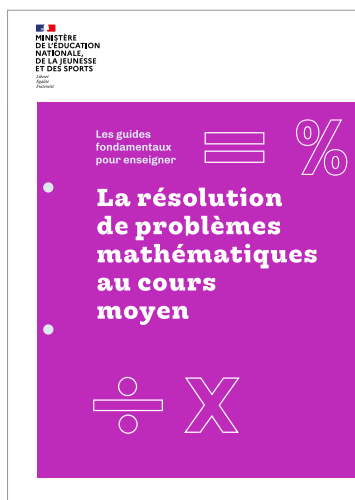 MINISTÈRE
DE L'ÉDUCATION
NATIONALE,
DE LA JEUNESSE
ET DES SPORTS
Liberté
Égalité
Fraternité
Les guides
fondamentaux
pour enseigner
= %
La résolution
de problèmes
mathématiques
au cours
moyen
÷ X